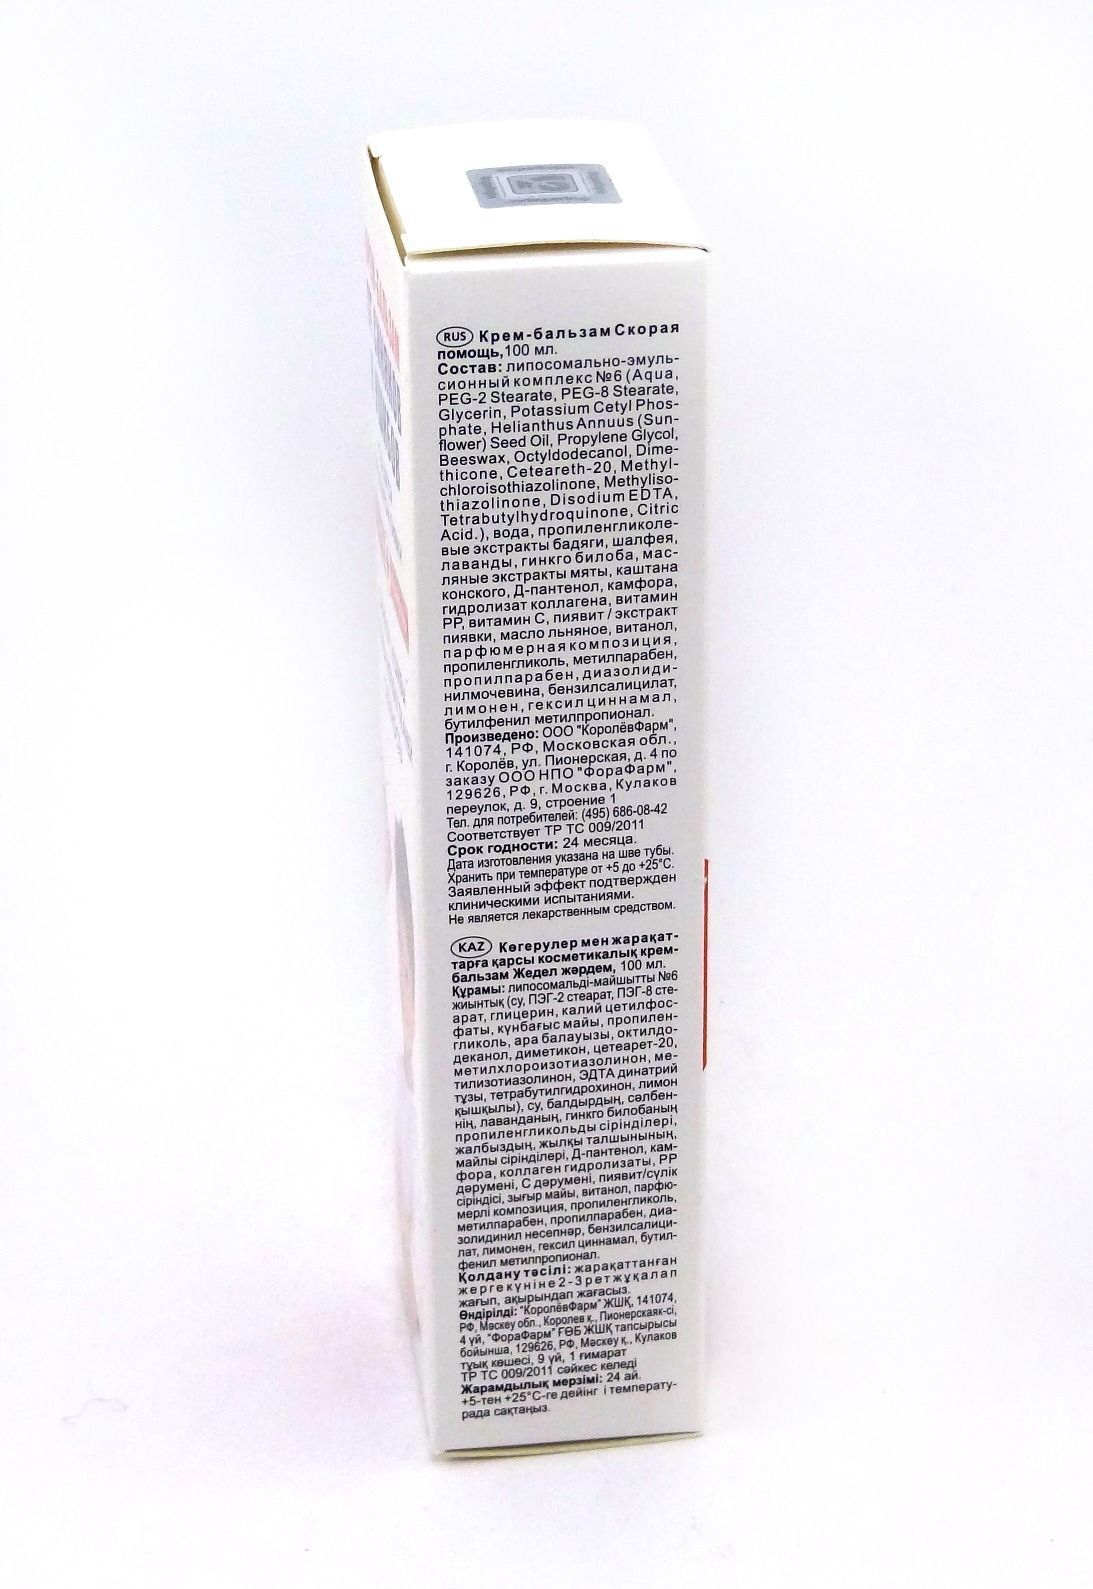 RUS Крем-бальзам Скорая
помощь, 100 мл.
Состав: липосомально-эмуль-
сионный комплекс №6 (Aqua,
PEG-2 Stearate, PEG-8 Stearate,
Glycerin, Potassium Cetyl Phos-
phate, Helianthus Annuus (Sun-
flower) Seed Oil, Propylene Glycol,
Beeswax, Octyldodecanol, Dime-
thicone, Ceteareth-20, Methyl-
chloroisothiazolinone, Methyliso-
thiazolinone, Disodium EDTA,
Tetrabutylhydroquinone, Citric
Acid.), вода, пропиленгликоле-
вые экстракты бадяги, шалфея,
лаванды, гинкго билоба, мас-
ляные экстракты мяты, каштана
конского, Д-пантенол, камфора,
гидролизат коллагена, витамин
РР, витамин С, пиявит / экстракт
пиявки, масло льняное, витанол,
парфюмерная композиция,
пропиленгликоль, метилпарабен,
пропилпарабен, диазолиди-
нилмочевина, бензилсалицилат,
лимонен, гексил циннамал,
бутилфенил метилпропионал.
Произведено: ООО "КоролёвФарм",
141074, РФ, Московская обл.,
г. Королёв, ул. Пионерская, д. 4 по
заказу ООО НПО "ФораФарм",
129626, РФ, г. Москва, Кулаков
переулок, д. 9, строение 1
Тел. для потребителей: (495) 686-08-42
Соответствует ТР ТС 009/2011
Срок годности: 24 месяца.
Дата изготовления указана на шве тубы.
Хранить при температуре от +5 до +25°С.
Заявленный эффект подтвержден
клиническими испытаниями.
Не является лекарственным средством.
KAZ Көгерулер мен жарақат-
тарға қарсы косметикалық крем-
бальзам Жедел жәрдем, 100 мл.
Құрамы: липосомальді-майшытты №6
жиынтық (су, ПЭГ-2 стеарат, ПЭГ-8 сте-
арат, глицерин, калий цетилфос-
фаты, күнбағыс майы, пропилен-
гликоль, ара балауызы, октилдо-
деканол, диметикон, цетеарет-20,
метилхлороизотиазолинон, ме-
тилизотиазолинон, ЭДТА динатрий
тұзы, тетрабутилгидрохинон, лимон
қышқылы), су, балдырдың, сәлбен-
нің, лаванданың, гинкго билобаның
пропиленгликольды сірінділері,
жалбыздың, жылқы талшынының,
майлы сірінділері, Д-пантенол, кам-
фора, коллаген гидролизаты, РР
дәрумені, С дәрумені, пиявит/сүлік
сіріндісі, зығыр майы, витанол, парфю-
мерлі композиция, пропиленгликоль,
метилпарабен, пропилпарабен, диа-
золидинил несепнәр, бензилсалици-
лат, лимонен, гексил циннамал, бутил-
фенил метилпропионал.
Қолдану тәсілі: жарақаттанған
жерге күніне 2-3 рет жұқалап
жағып, ақырындап жағасыз.
Өндірілді: "КоролёвФарм" ЖШҚ, 141074,
РФ, Мәскеу обл., Королев қ., Пионерскаяк-сі,
4 үй, "ФораФарм" ҒӨБ ЖШҚ тапсырысы
бойынша, 129626, РФ, Мәскеу қ., Кулаков
тұық көшесі, 9 үй, 1 ғимарат
ТР ТС 009/2011 сәйкес келеді
Жарамдылық мерзімі: 24 ай.
+5-тен +25°С-ге дейінг і температу-
рада сақтаңыз.